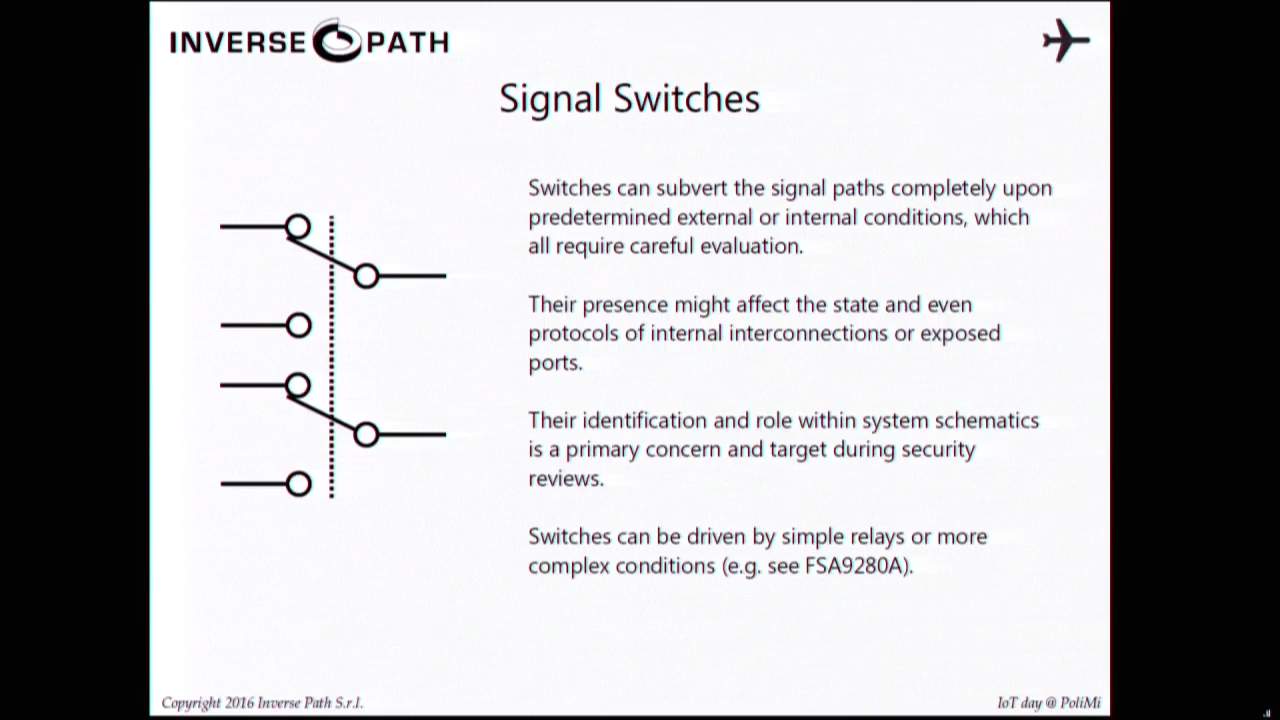 INVERSE PATH
Signal Switches
Switches can subvert the signal paths completely upon
predetermined external or internal conditions, which
all require careful evaluation.
Their presence might affect the state and even
protocols of internal interconnections or exposed
ports.
Their identification and role within system schematics
is a primary concern and target during security
reviews.
Switches can be driven by simple relays or more
complex conditions (e.g. see FSA9280A).
Copyright 2016 Inverse Path S.r.l.
IoT day @ PoliMi